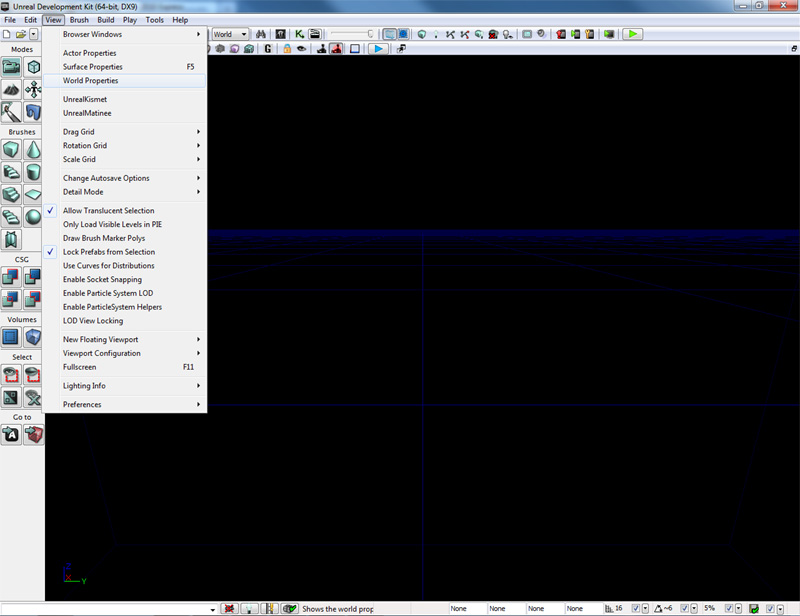 Unreal Development Kit (64-bit, DX9)
File Edit View Brush Build Play Tools Help
World
G
Modes
Brushes
CSG
Volumes
Select
Go to
Browser Windows
Actor Properties
Surface Properties F5
World Properties
UnrealKismet
UnrealMatinee
Drag Grid
Rotation Grid
Scale Grid
Change Autosave Options
Detail Mode
Allow Translucent Selection
Only Load Visible Levels in PIE
Draw Brush Marker Polys
Lock Prefabs from Selection
Use Curves for Distributions
Enable Socket Snapping
Enable Particle System LOD
Enable ParticleSystem Helpers
LOD View Locking
New Floating Viewport
Viewport Configuration
Fullscreen F11
Lighting Info
Preferences
Z
X
Y
Shows the world prop
None None None None 16 ~6 5%